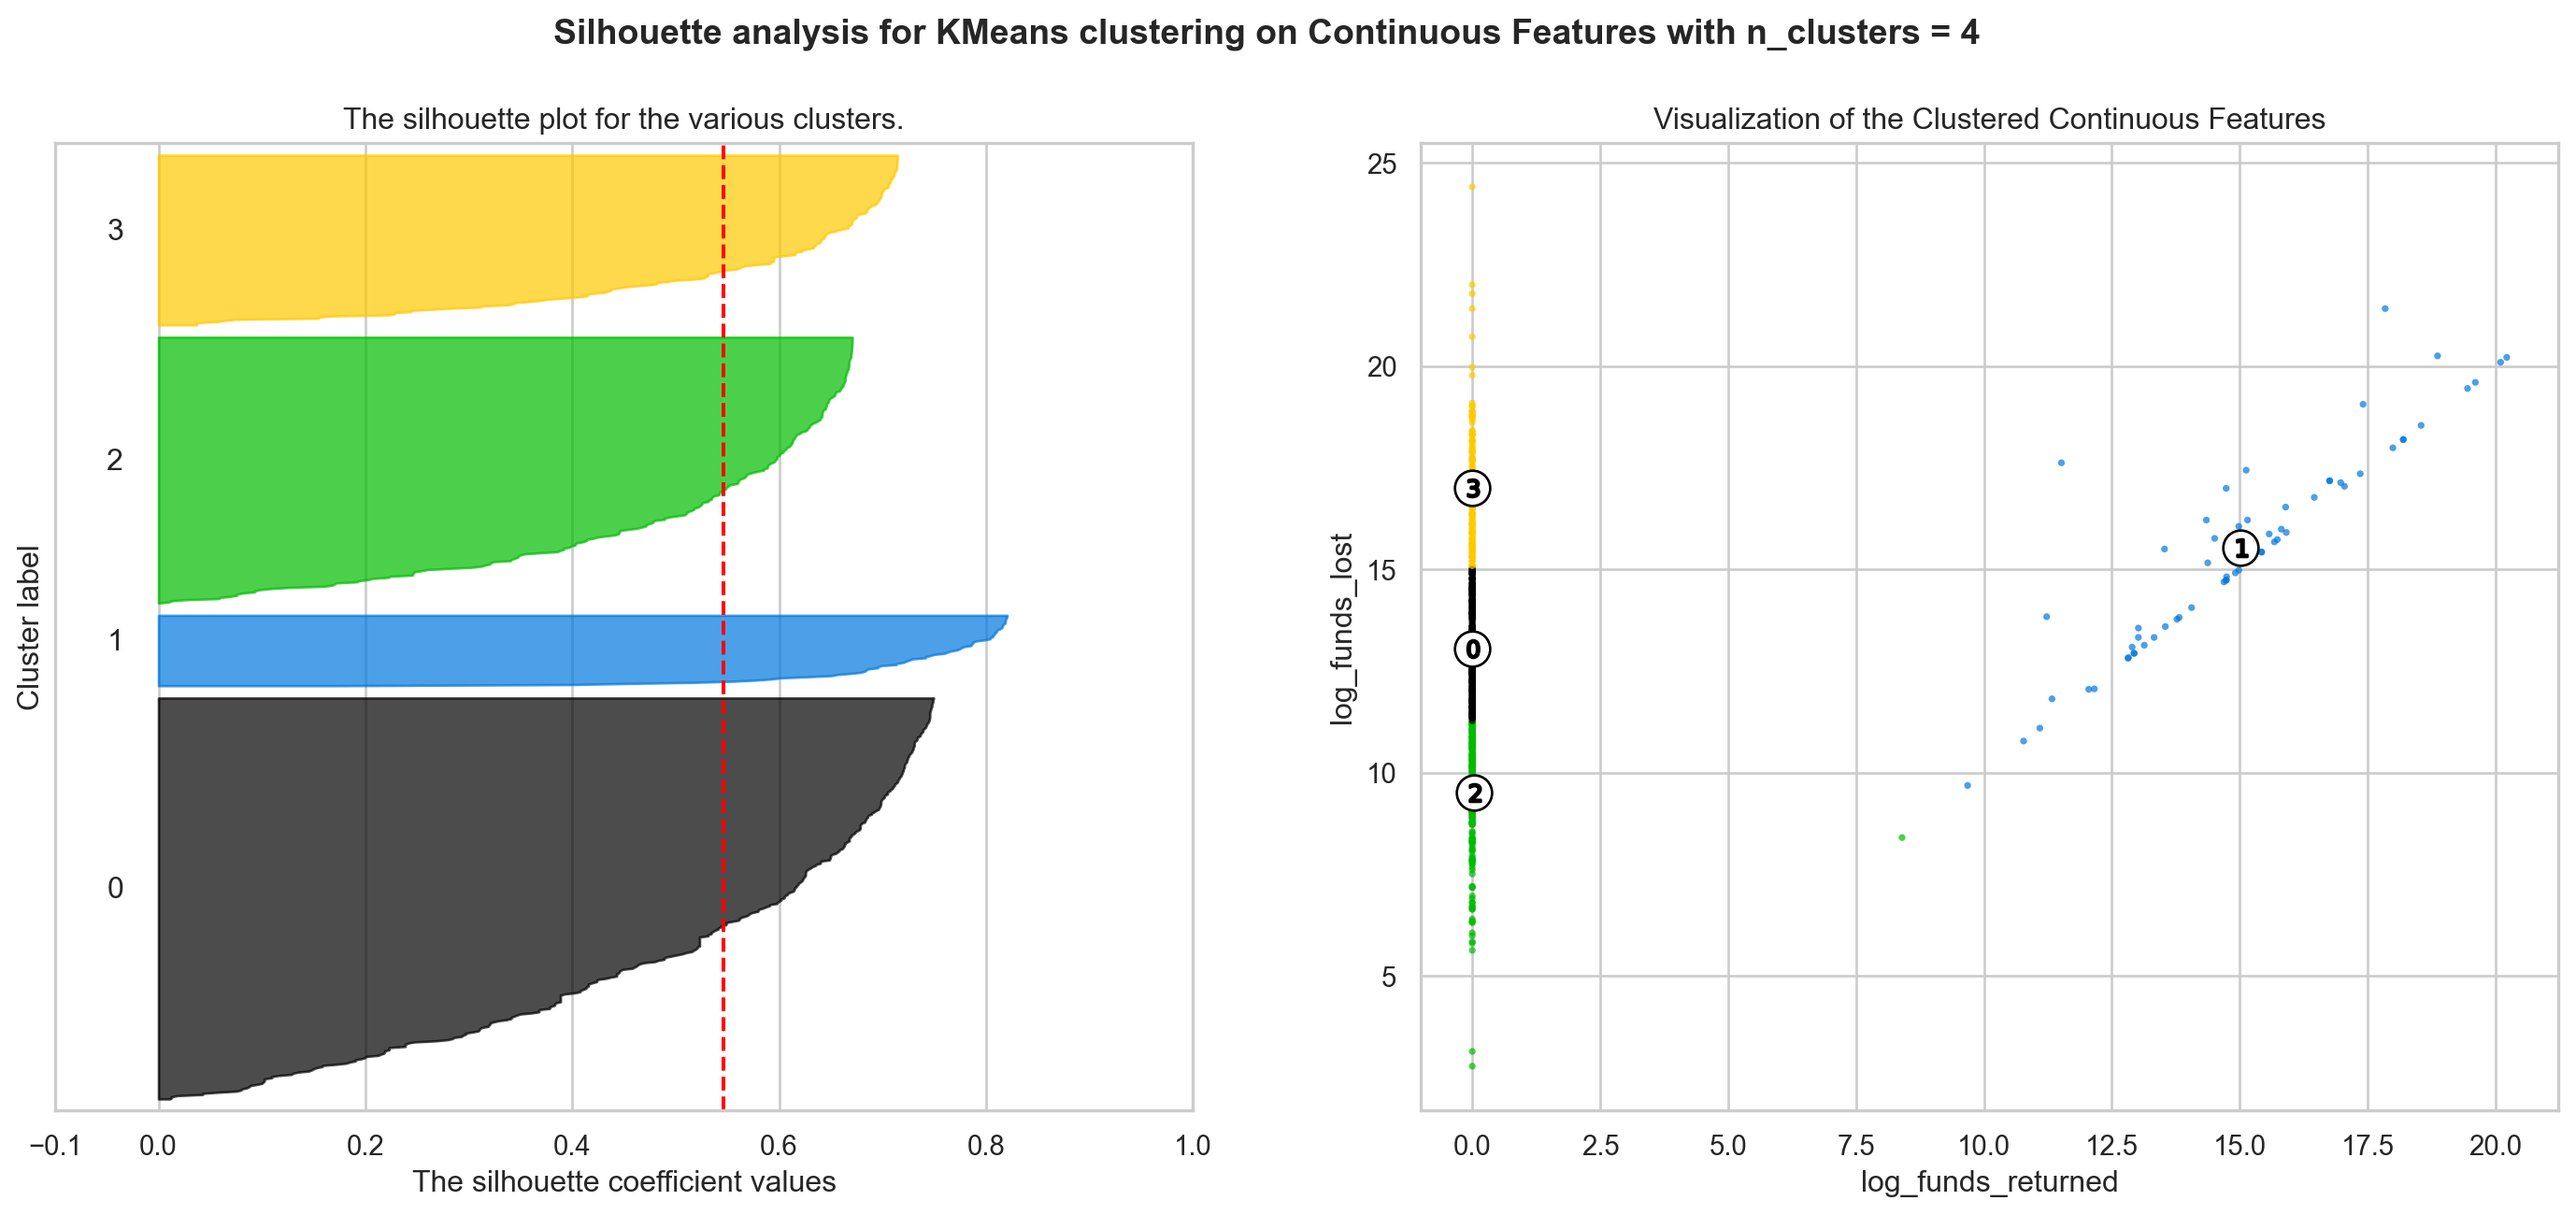 Silhouette analysis for KMeans clustering on Continuous Features with n_clusters = 4
The silhouette plot for the various clusters.
3
2
1
0
Cluster label
−0.1 0.0 0.2 0.4 0.6 0.8 1.0
The silhouette coefficient values
Visualization of the Clustered Continuous Features
25
20
15
10
5
log_funds_lost
3
1
0
2
0.0 2.5 5.0 7.5 10.0 12.5 15.0 17.5 20.0
log_funds_returned